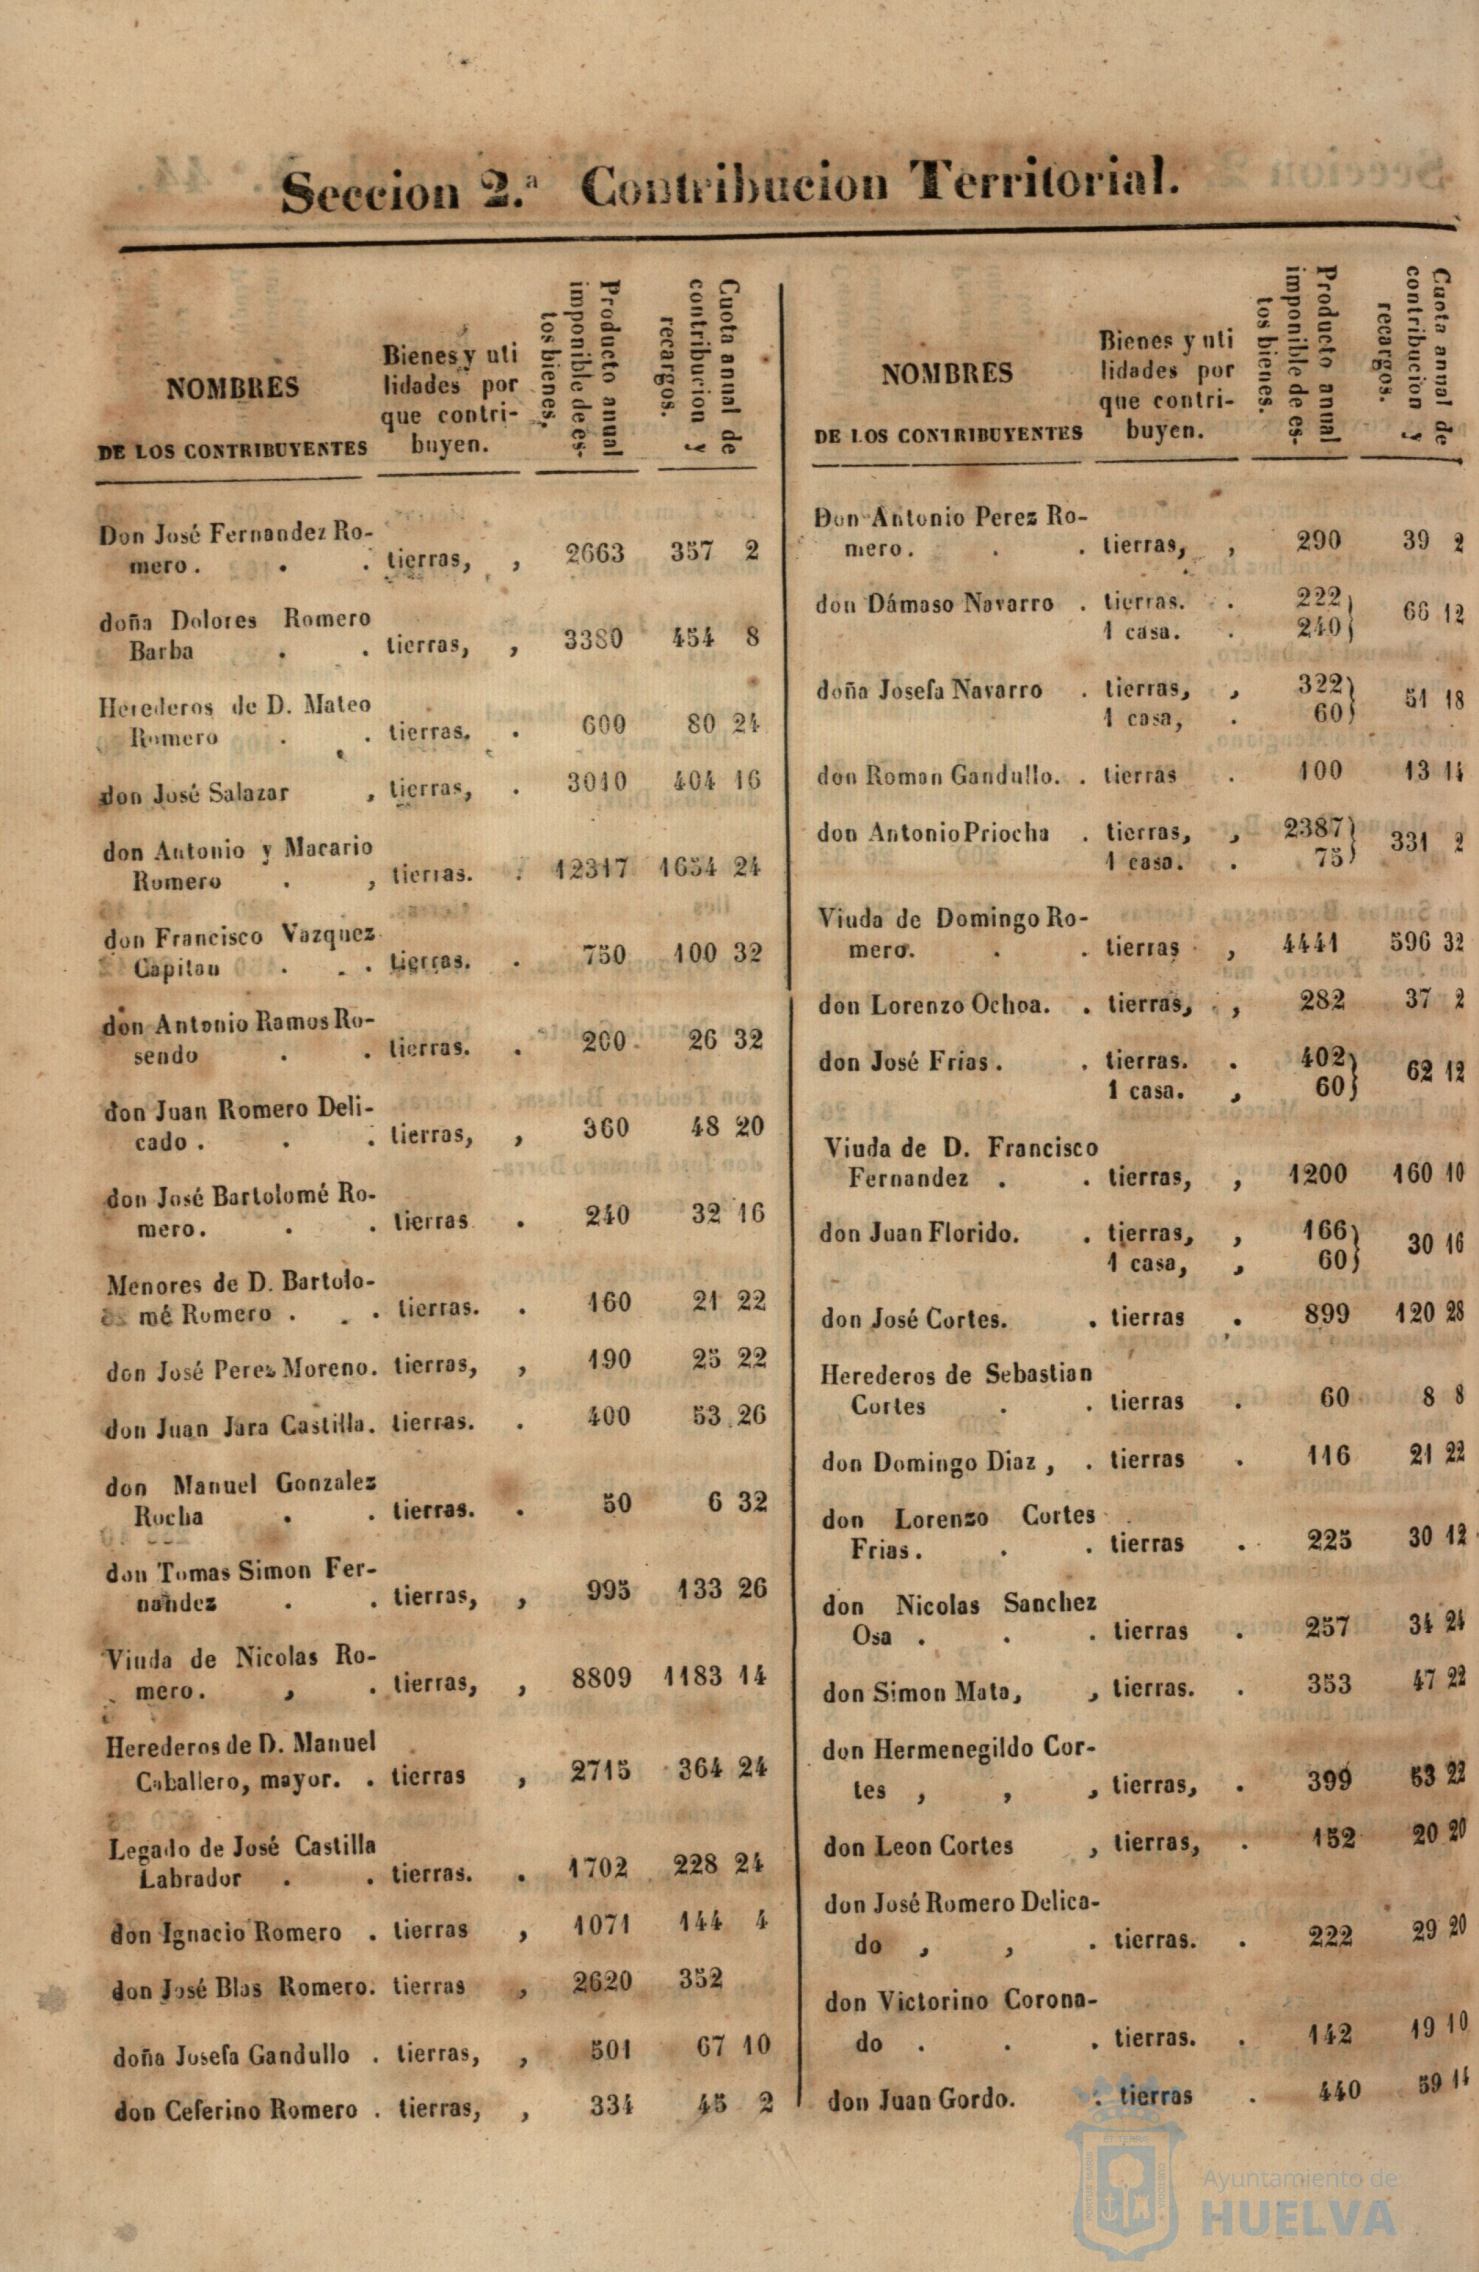 Seccion 2.ª Contribucion Territorial.
NOMBRES
DE LOS CONTRIBUYENTES
Bienes y uti
lidades por
que contri-
buyen.
Producto anual
imponible de es-
tos bienes,
Cuota anual de
contribucion y
recargos.
Don José Fernandez Ro-
mero . . . tierras, , 2663 357 2
doña Dolores Romero
Barba . . tierras, , 3380 454 8
Herederos de D. Mateo
Romero . . tierras. . 600 80 24
don José Salazar , tierras, . 3010 404 16
don Antonio y Macario
Romero . , tierras. . 12317 1654 24
don Francisco Vazquez
Capitan . . . tierras. . 750 100 32
don Antonio Ramos Ro-
sendo . . tierras. . 200 26 32
don Juan Romero Deli-
cado . . . tierras, , 360 48 20
don José Bartolomé Ro-
mero. . . tierras . 240 32 16
Menores de D. Bartolo-
mé Romero . . . tierras. . 160 21 22
don José Perez Moreno. tierras, , 190 25 22
don Juan Jara Castilla. tierras. . 400 53 26
don Manuel Gonzalez
Rocha . . tierras. . 50 6 32
don Tomas Simon Fer-
nandez . . tierras, , 995 133 26
Viuda de Nicolas Ro-
mero. , . tierras, , 8809 1183 14
Herederos de D. Manuel
Caballero, mayor. . tierras , 2715 364 24
Legado de José Castilla
Labrador . . tierras. . 1702 228 24
don Ignacio Romero . tierras , 1071 144 4
don José Blas Romero. tierras , 2620 352
doña Josefa Gandullo . tierras, , 501 67 10
don Ceferino Romero . tierras, , 334 45 2
NOMBRES
DE LOS CONTRIBUYENTES
Bienes y uti
lidades por
que contri-
buyen.
Producto anual
imponible de es-
tos bienes.
Cuota anual de
contribucion y
recargos.
Don Antonio Perez Ro-
mero. . . tierras, , 290 39 2
don Dámaso Navarro . tierras. . 222} 66 12
1 casa. . 240}
doña Josefa Navarro . tierras, , 322} 51 18
1 casa, . 60}
don Roman Gandullo. . tierras . 100 13 14
don Antonio Priocha . tierras, , 2387} 331 2
1 casa. . 75}
Viuda de Domingo Ro-
mero. . . tierras , 4441 596 32
don Lorenzo Ochoa. . tierras, , 282 37 2
don José Frias . . tierras. . 402} 62 12
1 casa. , 60}
Viuda de D. Francisco
Fernandez . . tierras, , 1200 160 10
don Juan Florido. . tierras, , 166} 30 16
1 casa, , 60}
don José Cortes. . tierras . 899 120 28
Herederos de Sebastian
Cortes . . tierras . 60 8 8
don Domingo Diaz , . tierras . 116 21 22
don Lorenzo Cortes
Frias. . . tierras . 225 30 12
don Nicolas Sanchez
Osa . . . tierras . 257 34 24
don Simon Mata, , tierras. . 353 47 22
don Hermenegildo Cor-
tes , , , tierras, . 399 53 22
don Leon Cortes , tierras, . 152 20 20
don José Romero Delica-
do , , . tierras. . 222 29 20
don Victorino Corona-
do . . . tierras. . 142 19 10
don Juan Gordo. . tierras . 440 59 14
Ayuntamiento de
HUELVA